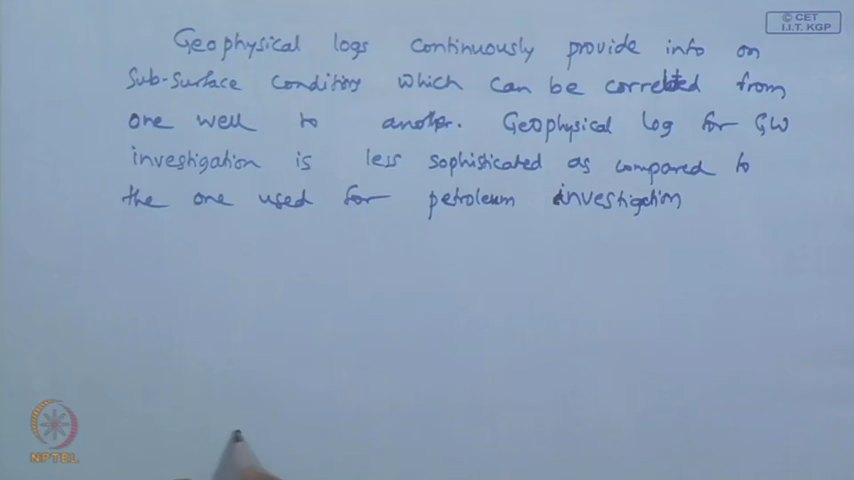 © CET
I.I.T. KGP
Geophysical logs continuously provide info on
Sub-Surface conditions which can be correlated from
one well to another. Geophysical log for GW
investigation is less sophisticated as compared to
the one used for petroleum investigation
NPTEL